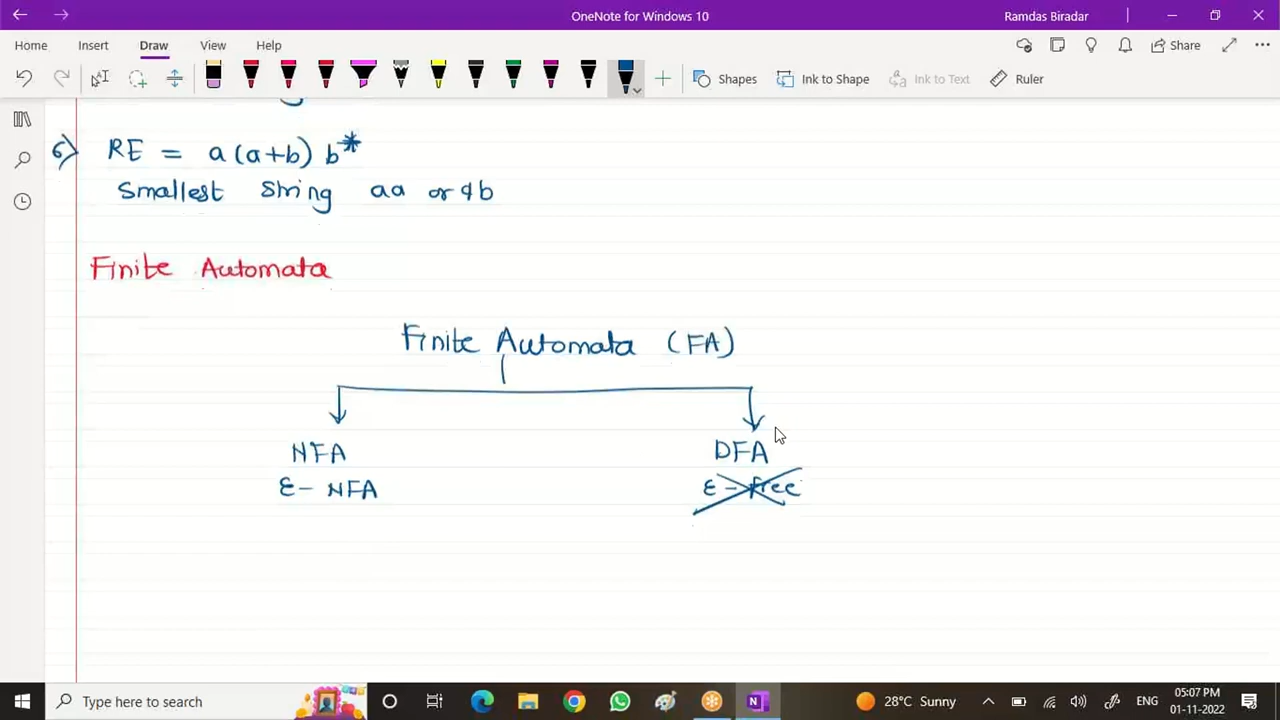 OneNote for Windows 10
Ramdas Biradar
Home Insert Draw View Help
Share
Shapes Ink to Shape Ink to Text Ruler
6) RE = a(a+b) b*
Smallest String aa or ab
Finite Automata
Finite Automata (FA)
NFA DFA
ε- NFA ε-free
Type here to search
28°C Sunny
ENG
05:07 PM
01-11-2022